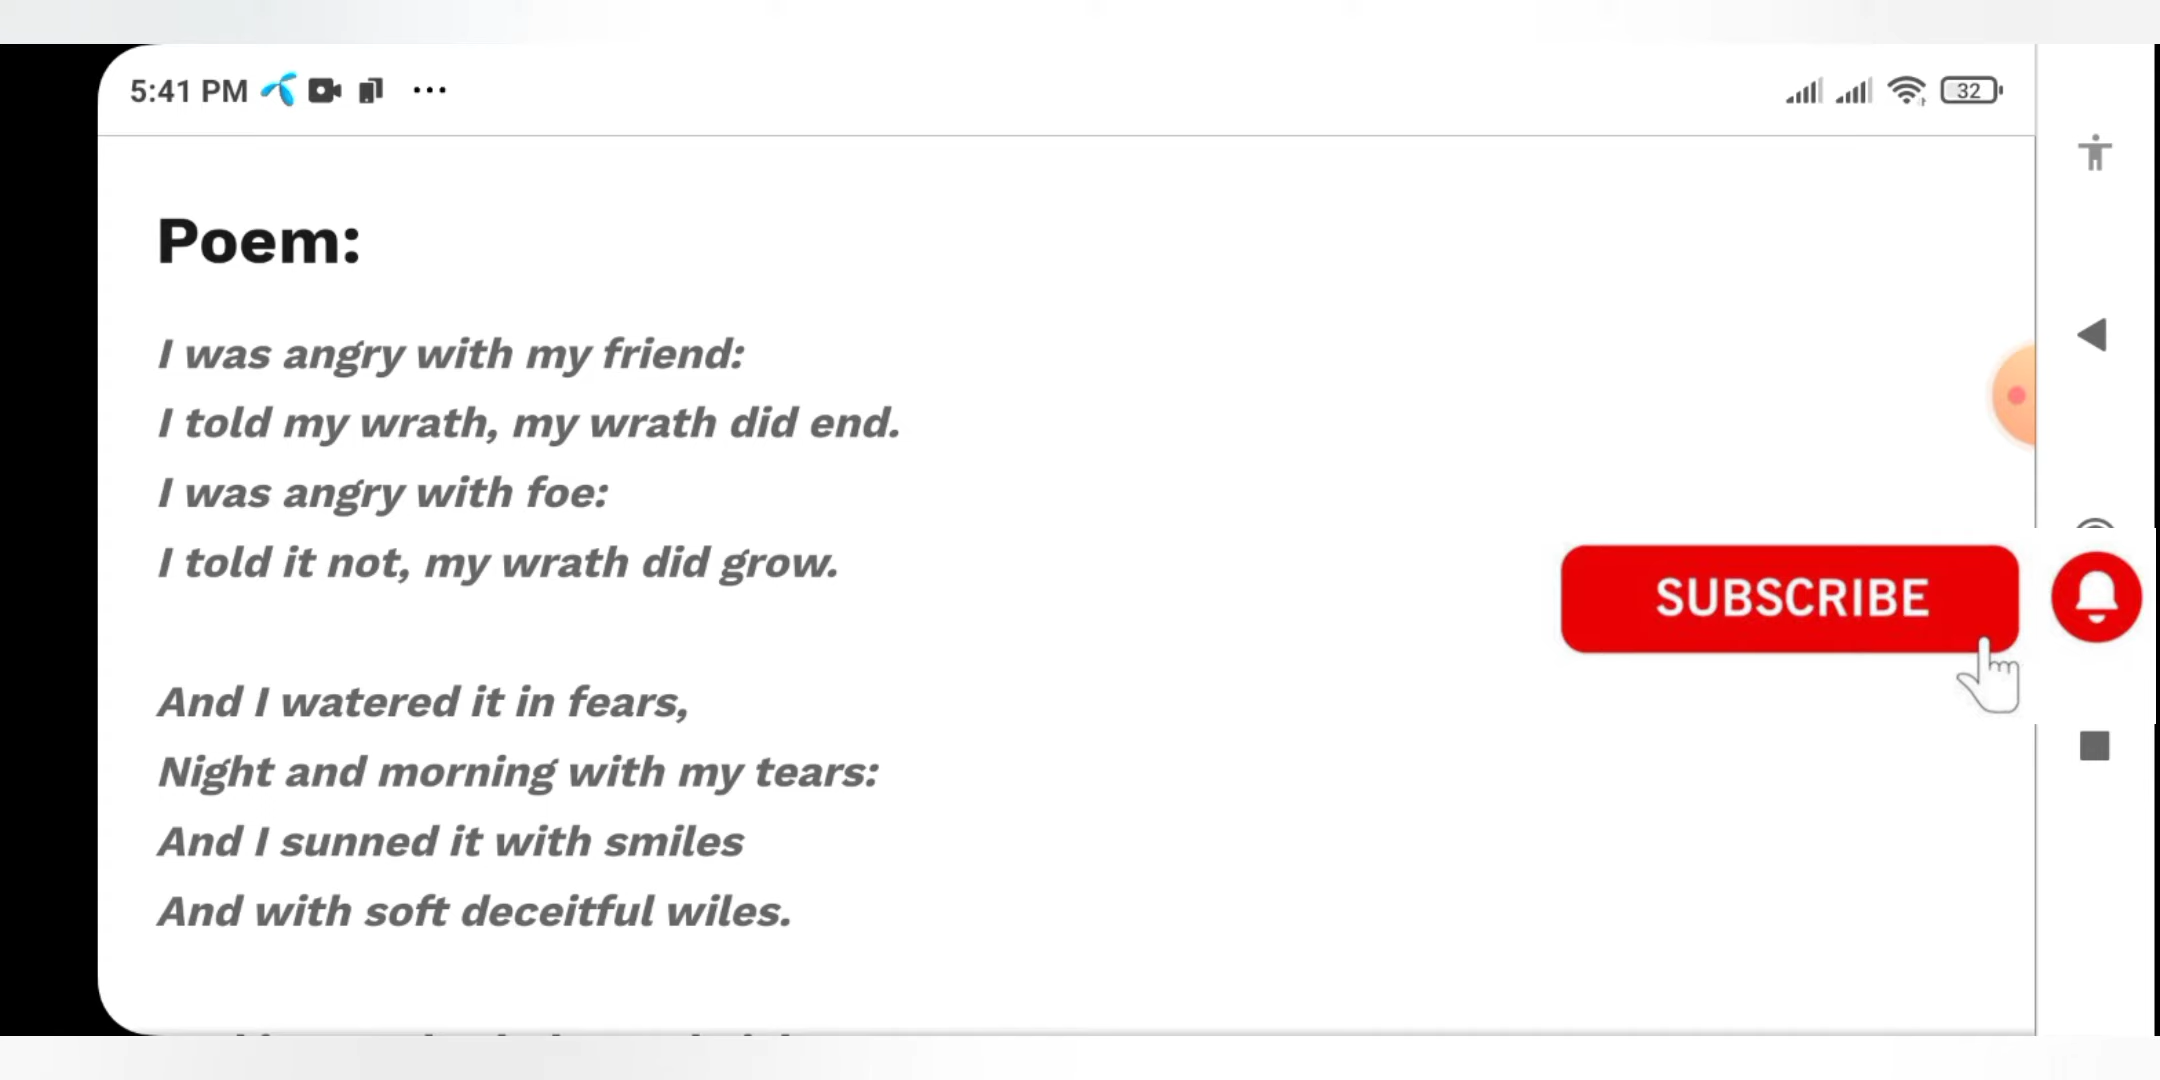 5:41 PM
32
Poem:
I was angry with my friend:
I told my wrath, my wrath did end.
I was angry with foe:
I told it not, my wrath did grow.
SUBSCRIBE
And I watered it in fears,
Night and morning with my tears:
And I sunned it with smiles
And with soft deceitful wiles.